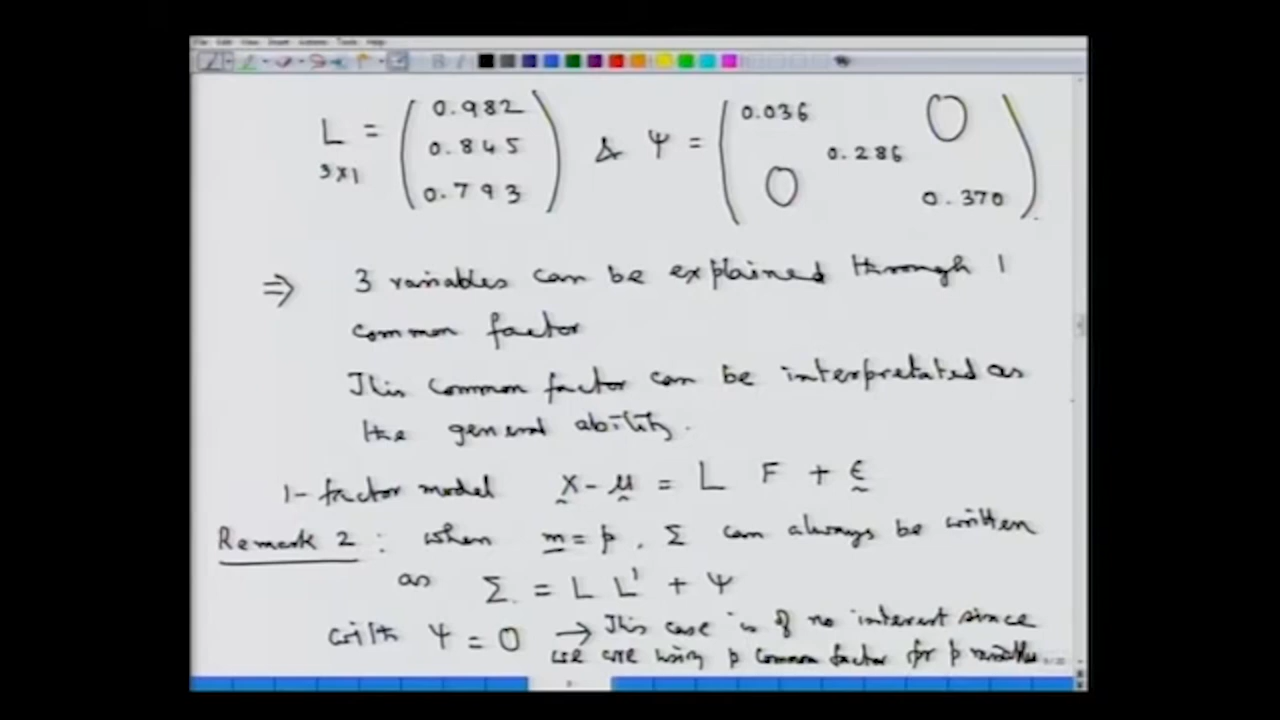 L = ( 0.982 & Ψ = ( 0.036 0
3x1 0.845 0.286
0.793 ) 0 0.370 )
⇒ 3 variables can be explained through 1
common factor
This common factor can be interpretated as
the general ability.
1-factor model X - μ = L F + ε
Remark 2 : when m = p , Σ can always be written
as Σ = L L' + Ψ
with Ψ = 0 → This case is of no interest since
we are using p common factor for p variables